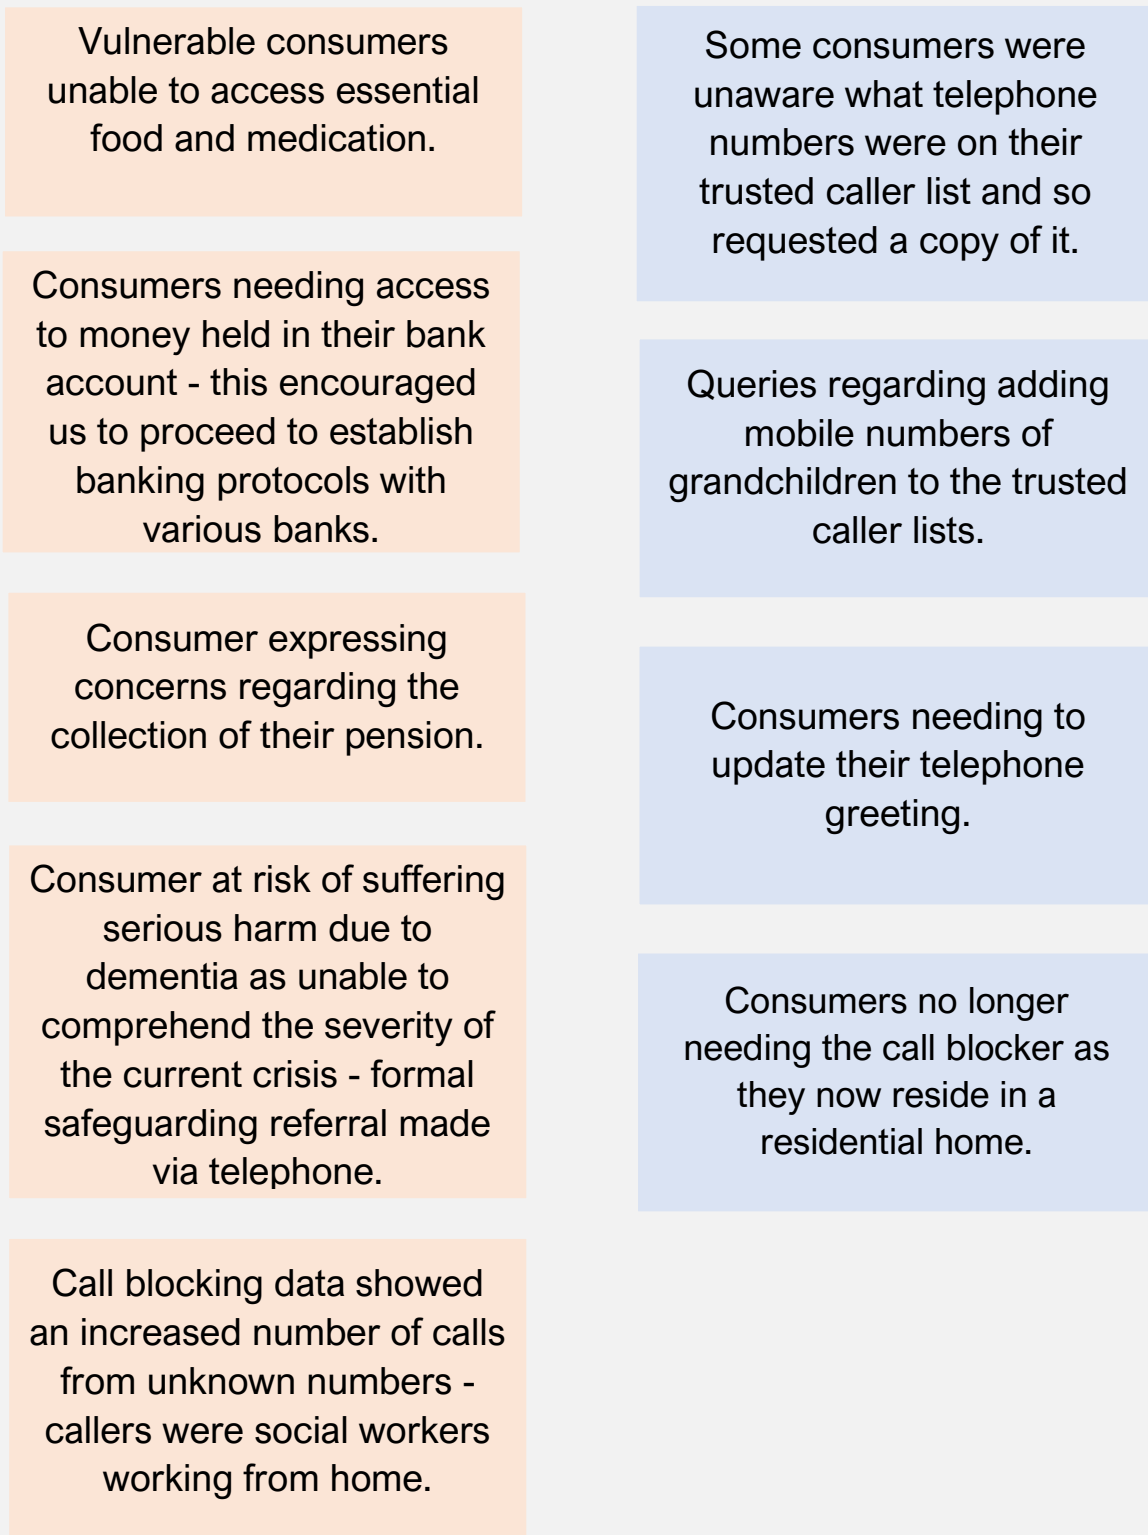 Vulnerable consumers
unable to access essential
food and medication.
Consumers needing access
to money held in their bank
account - this encouraged
us to proceed to establish
banking protocols with
various banks.
Consumer expressing
concerns regarding the
collection of their pension.
Consumer at risk of suffering
serious harm due to
dementia as unable to
comprehend the severity of
the current crisis - formal
safeguarding referral made
via telephone.
Call blocking data showed
an increased number of calls
from unknown numbers -
callers were social workers
working from home.
Some consumers were
unaware what telephone
numbers were on their
trusted caller list and so
requested a copy of it.
Queries regarding adding
mobile numbers of
grandchildren to the trusted
caller lists.
Consumers needing to
update their telephone
greeting.
Consumers no longer
needing the call blocker as
they now reside in a
residential home.